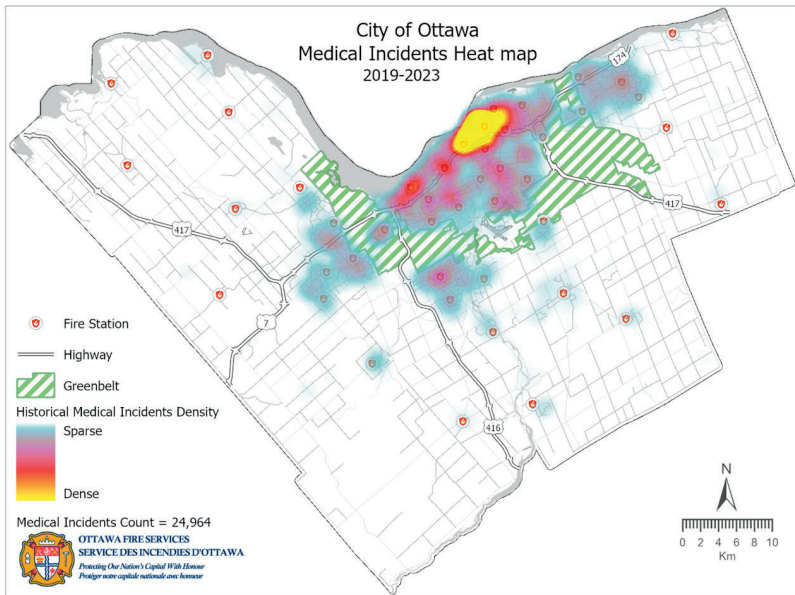 City of Ottawa
Medical Incidents Heat map
2019-2023
174
417
417
7
416
Fire Station
Highway
Greenbelt
Historical Medical Incidents Density
Sparse
Dense
Medical Incidents Count = 24,964
OTTAWA FIRE SERVICES
SERVICE DES INCENDIES D'OTTAWA
Protecting Our Nation's Capital With Honour
Protéger notre capitale nationale avec honneur
N
0 2 4 6 8 10
Km